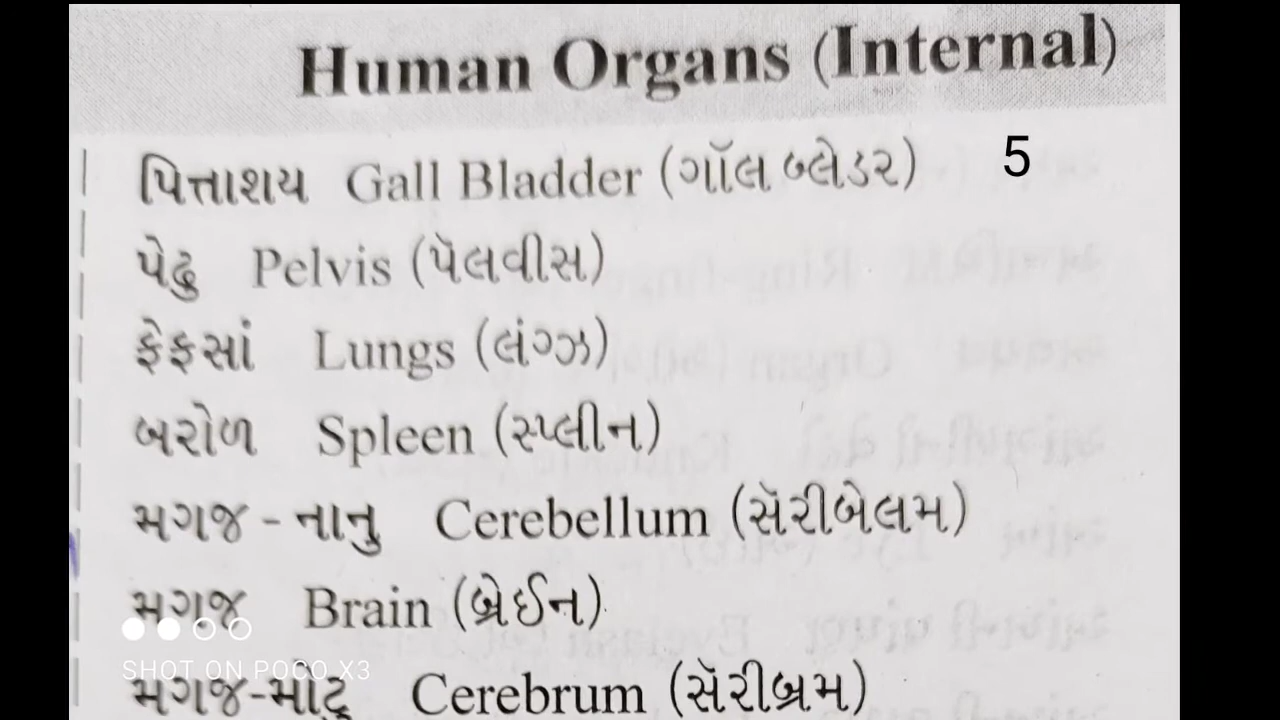 Human Organs (Internal)
પિત્તાશય Gall Bladder (ગૉલ બ્લેડર) 5
પેઢુ Pelvis (પૅલવીસ)
ફેફસાં Lungs (લંગ્ઝ)
બરોળ Spleen (સ્પ્લીન)
મગજ - નાનુ Cerebellum (સૅરીબેલમ)
મગજ Brain (બ્રેઈન)
SHOT ON POCO X3
મગજ-મોટુ Cerebrum (સૅરીબ્રમ)